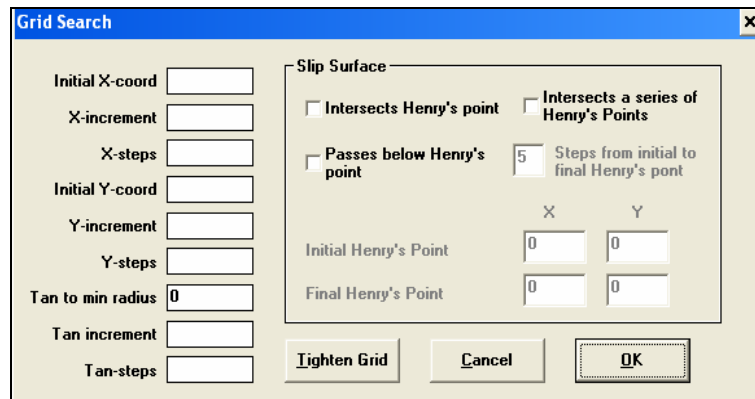 Grid Search
Initial X-coord
X-increment
X-steps
Initial Y-coord
Y-increment
Y-steps
Tan to min radius 0
Tan increment
Tan-steps
Slip Surface
Intersects Henry's point
Intersects a series of
Henry's Points
Passes below Henry's
point
5 Steps from initial to
final Henry's pont
X Y
Initial Henry's Point 0 0
Final Henry's Point 0 0
Tighten Grid Cancel OK